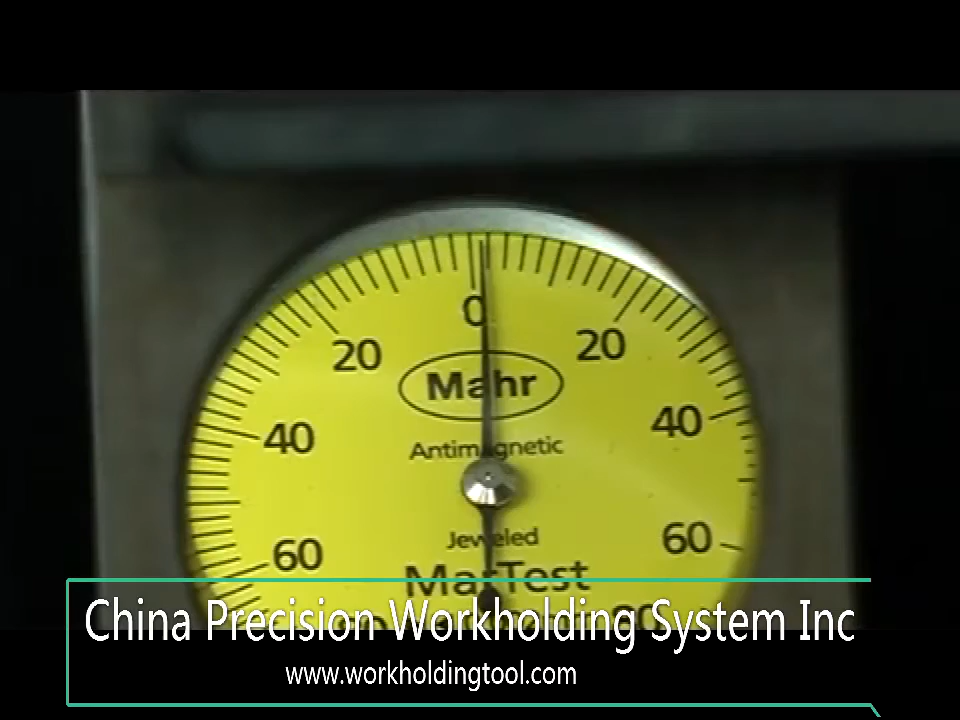 0
20 20
Mahr
40 40
Antimagnetic
Jeweled
60 60
MarTest
China Precision Workholding System Inc
www.workholdingtool.com